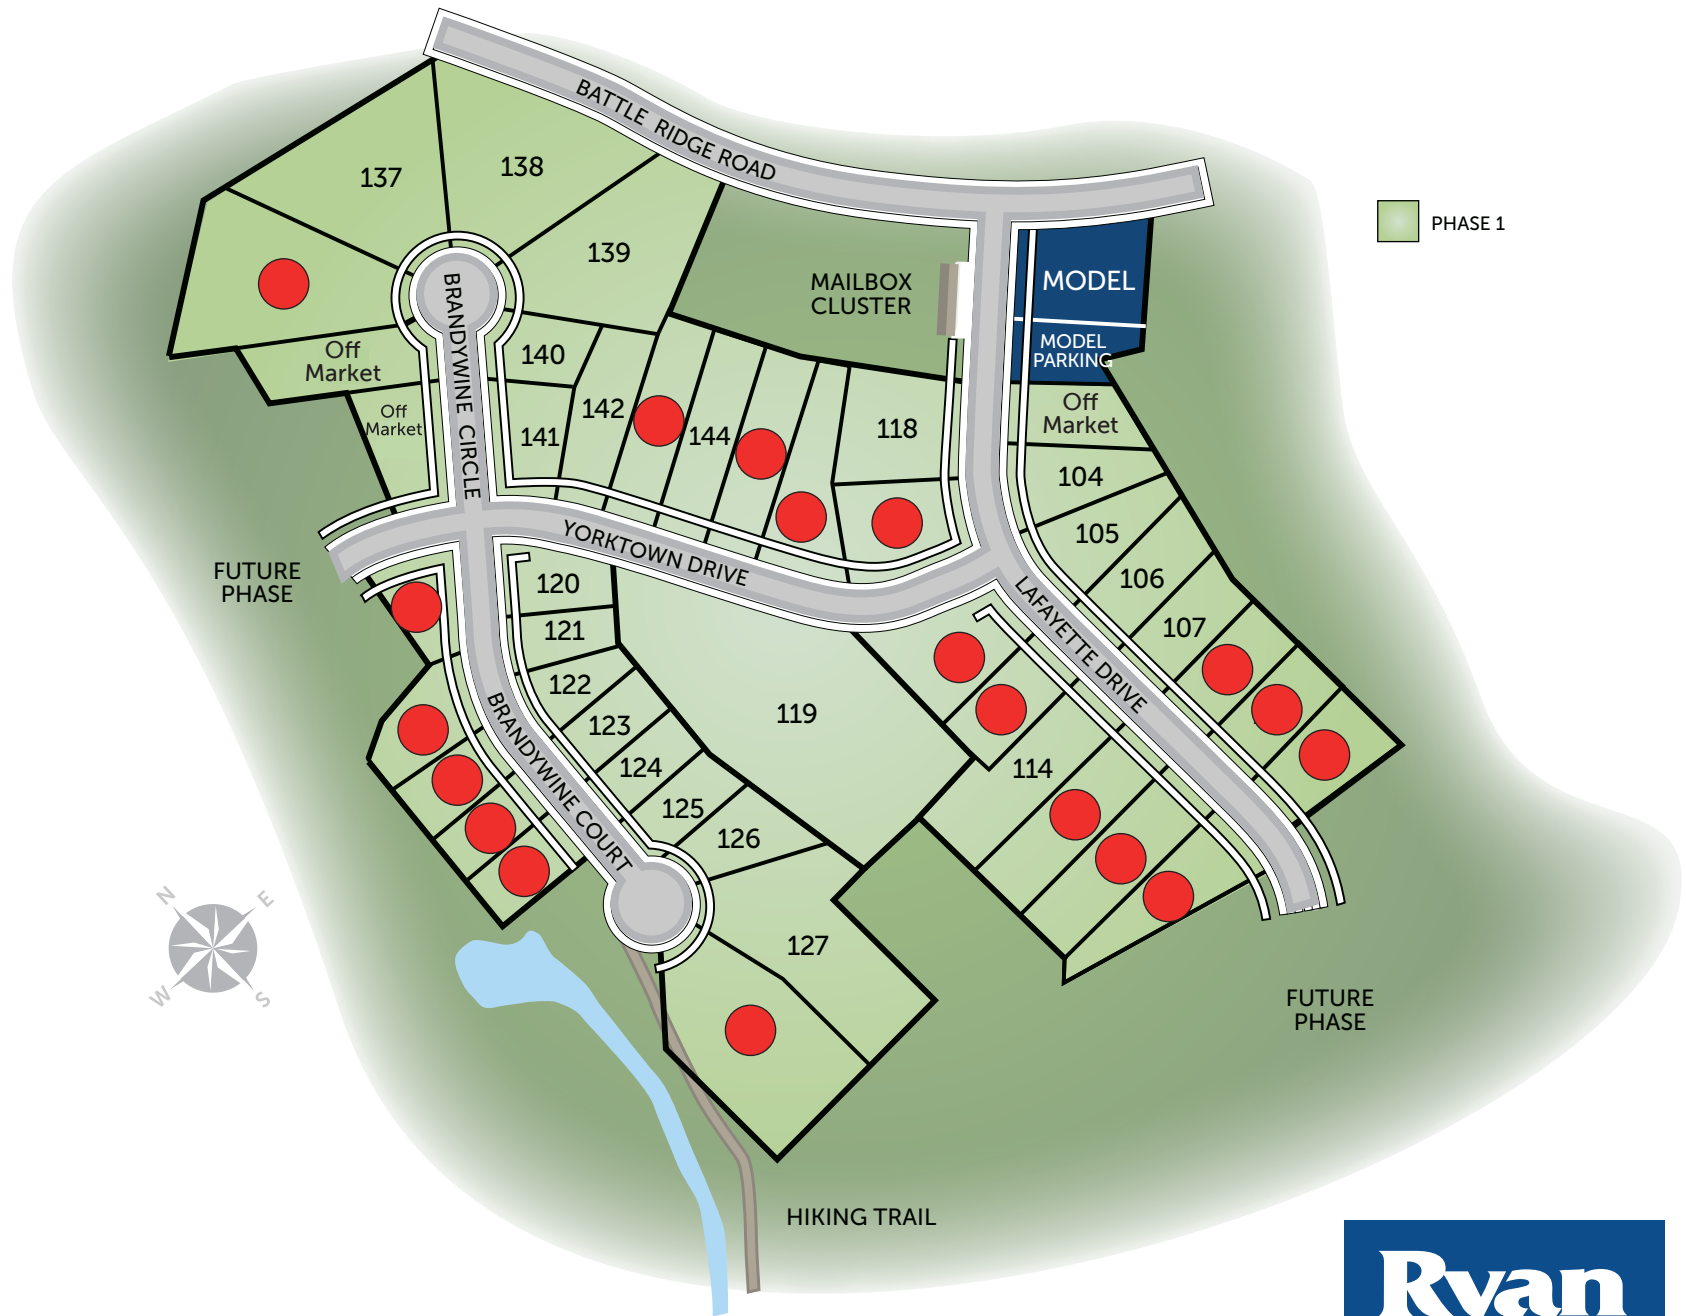 BATTLE RIDGE ROAD
137
138
139
PHASE 1
MAILBOX
CLUSTER
MODEL
MODEL
PARKING
Off
Market
Off
Market
BRANDYWINE CIRCLE
140
141
142
144
118
Off
Market
104
105
106
107
FUTURE
PHASE
YORKTOWN DRIVE
LAFAYETTE DRIVE
120
121
122
123
124
125
126
127
119
114
BRANDYWINE COURT
N
E
W
S
FUTURE
PHASE
HIKING TRAIL
Ryan